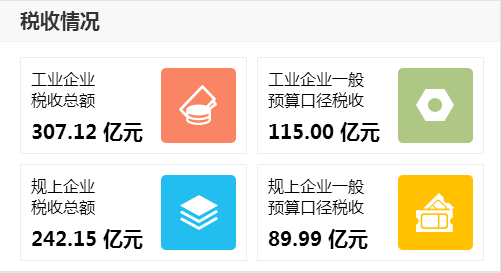 税收情况
工业企业
税收总额
307.12 亿元
工业企业一般
预算口径税收
115.00 亿元
规上企业
税收总额
242.15 亿元
规上企业一般
预算口径税收
89.99 亿元